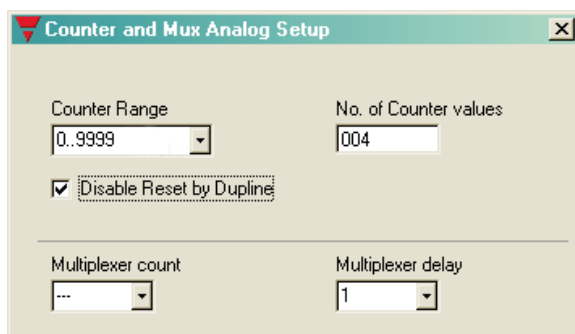 Counter and Mux Analog Setup
Counter Range No. of Counter values
0..9999 004
Disable Reset by Dupline
Multiplexer count Multiplexer delay
--- 1